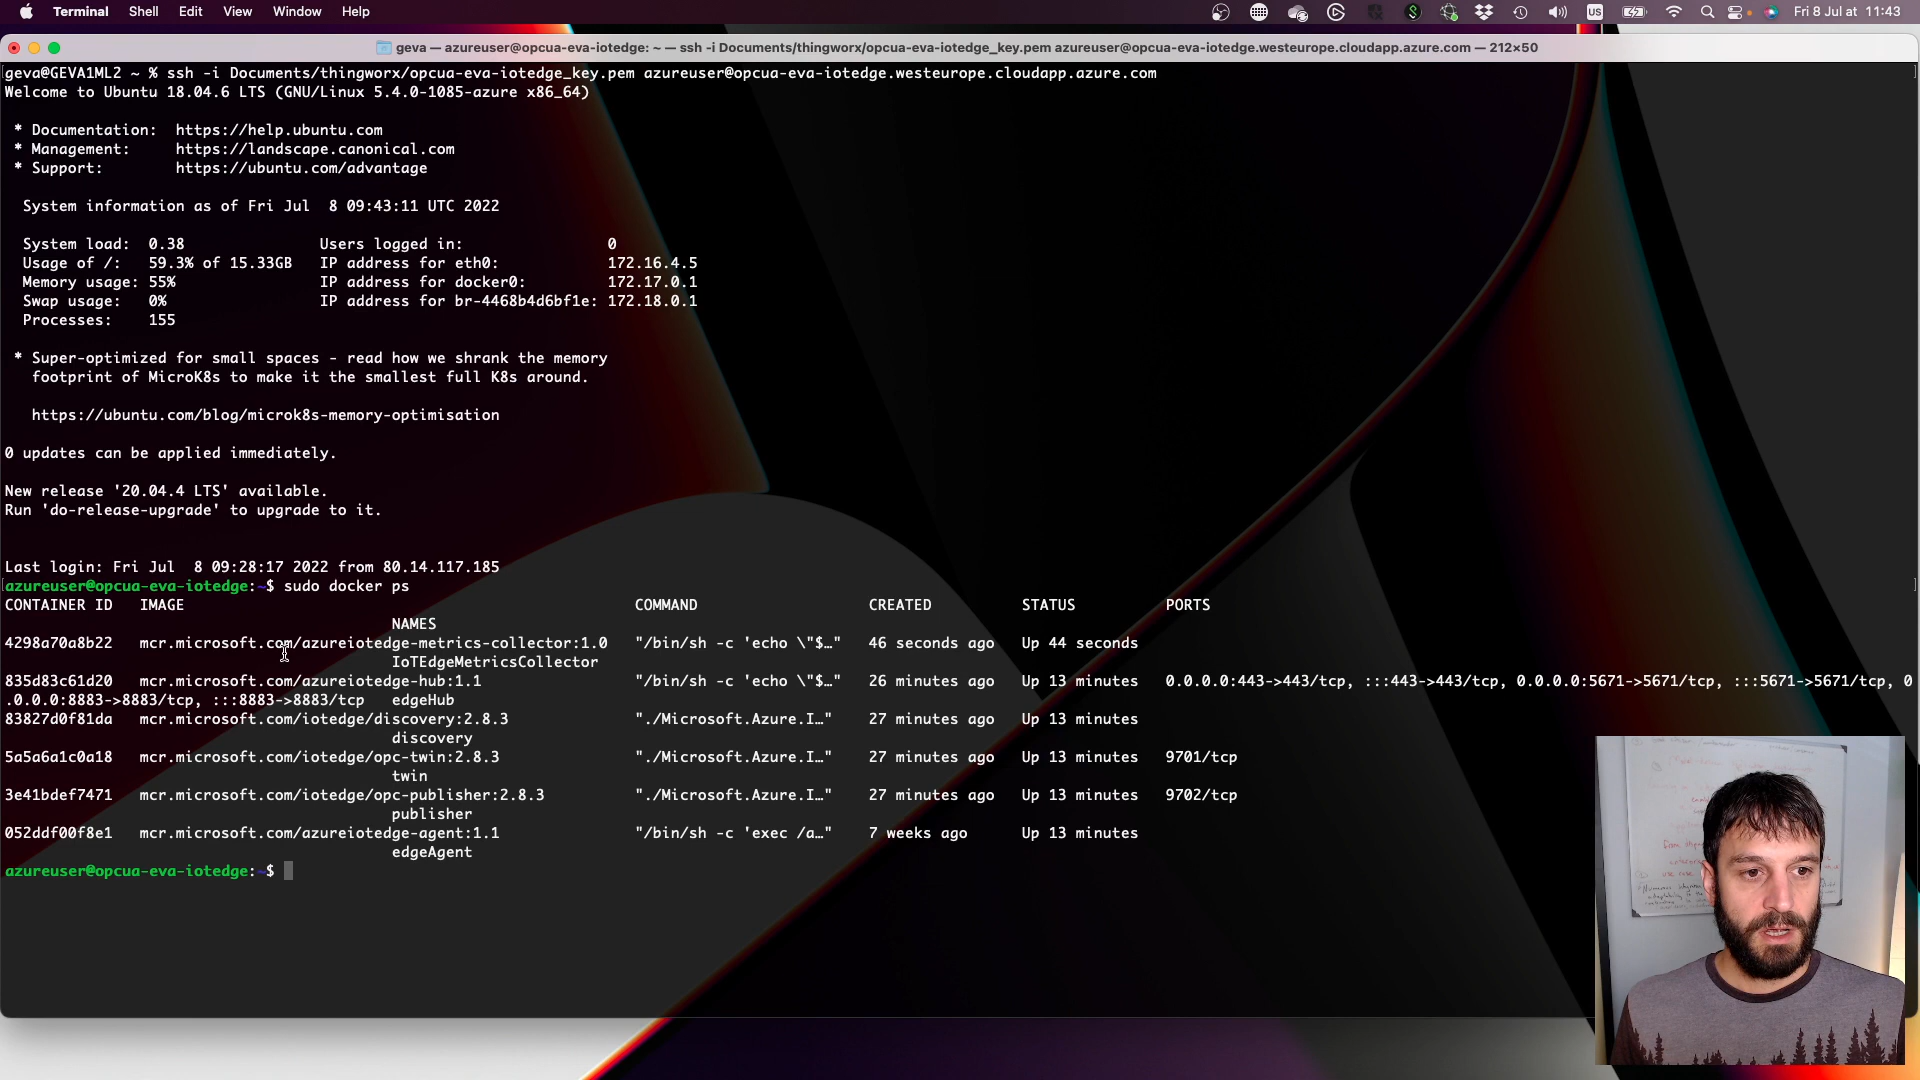 Terminal Shell Edit View Window Help US Fri 8 Jul at 11:43
geva — azureuser@opcua-eva-iotedge: ~ — ssh -i Documents/thingworx/opcua-eva-iotedge_key.pem azureuser@opcua-eva-iotedge.westeurope.cloudapp.azure.com — 212×50
[geva@GEVA1ML2 ~ % ssh -i Documents/thingworx/opcua-eva-iotedge_key.pem azureuser@opcua-eva-iotedge.westeurope.cloudapp.azure.com ]
Welcome to Ubuntu 18.04.6 LTS (GNU/Linux 5.4.0-1085-azure x86_64)
* Documentation: https://help.ubuntu.com
* Management: https://landscape.canonical.com
* Support: https://ubuntu.com/advantage
System information as of Fri Jul 8 09:43:11 UTC 2022
System load: 0.38 Users logged in: 0
Usage of /: 59.3% of 15.33GB IP address for eth0: 172.16.4.5
Memory usage: 55% IP address for docker0: 172.17.0.1
Swap usage: 0% IP address for br-4468b4d6bf1e: 172.18.0.1
Processes: 155
* Super-optimized for small spaces - read how we shrank the memory
footprint of MicroK8s to make it the smallest full K8s around.
https://ubuntu.com/blog/microk8s-memory-optimisation
0 updates can be applied immediately.
New release '20.04.4 LTS' available.
Run 'do-release-upgrade' to upgrade to it.
Last login: Fri Jul 8 09:28:17 2022 from 80.14.117.185
[azureuser@opcua-eva-iotedge:~$ sudo docker ps ]
CONTAINER ID IMAGE COMMAND CREATED STATUS PORTS
NAMES
4298a70a8b22 mcr.microsoft.com/azureiotedge-metrics-collector:1.0 "/bin/sh -c 'echo \"$…" 46 seconds ago Up 44 seconds
IoTEdgeMetricsCollector
835d83c61d20 mcr.microsoft.com/azureiotedge-hub:1.1 "/bin/sh -c 'echo \"$…" 26 minutes ago Up 13 minutes 0.0.0.0:443->443/tcp, :::443->443/tcp, 0.0.0.0:5671->5671/tcp, :::5671->5671/tcp, 0
.0.0.0:8883->8883/tcp, :::8883->8883/tcp edgeHub
83827d0f81da mcr.microsoft.com/iotedge/discovery:2.8.3 "./Microsoft.Azure.I…" 27 minutes ago Up 13 minutes
discovery
5a5a6a1c0a18 mcr.microsoft.com/iotedge/opc-twin:2.8.3 "./Microsoft.Azure.I…" 27 minutes ago Up 13 minutes 9701/tcp
twin
3e41bdef7471 mcr.microsoft.com/iotedge/opc-publisher:2.8.3 "./Microsoft.Azure.I…" 27 minutes ago Up 13 minutes 9702/tcp
publisher
052ddf00f8e1 mcr.microsoft.com/azureiotedge-agent:1.1 "/bin/sh -c 'exec /a…" 7 weeks ago Up 13 minutes
edgeAgent
azureuser@opcua-eva-iotedge:~$